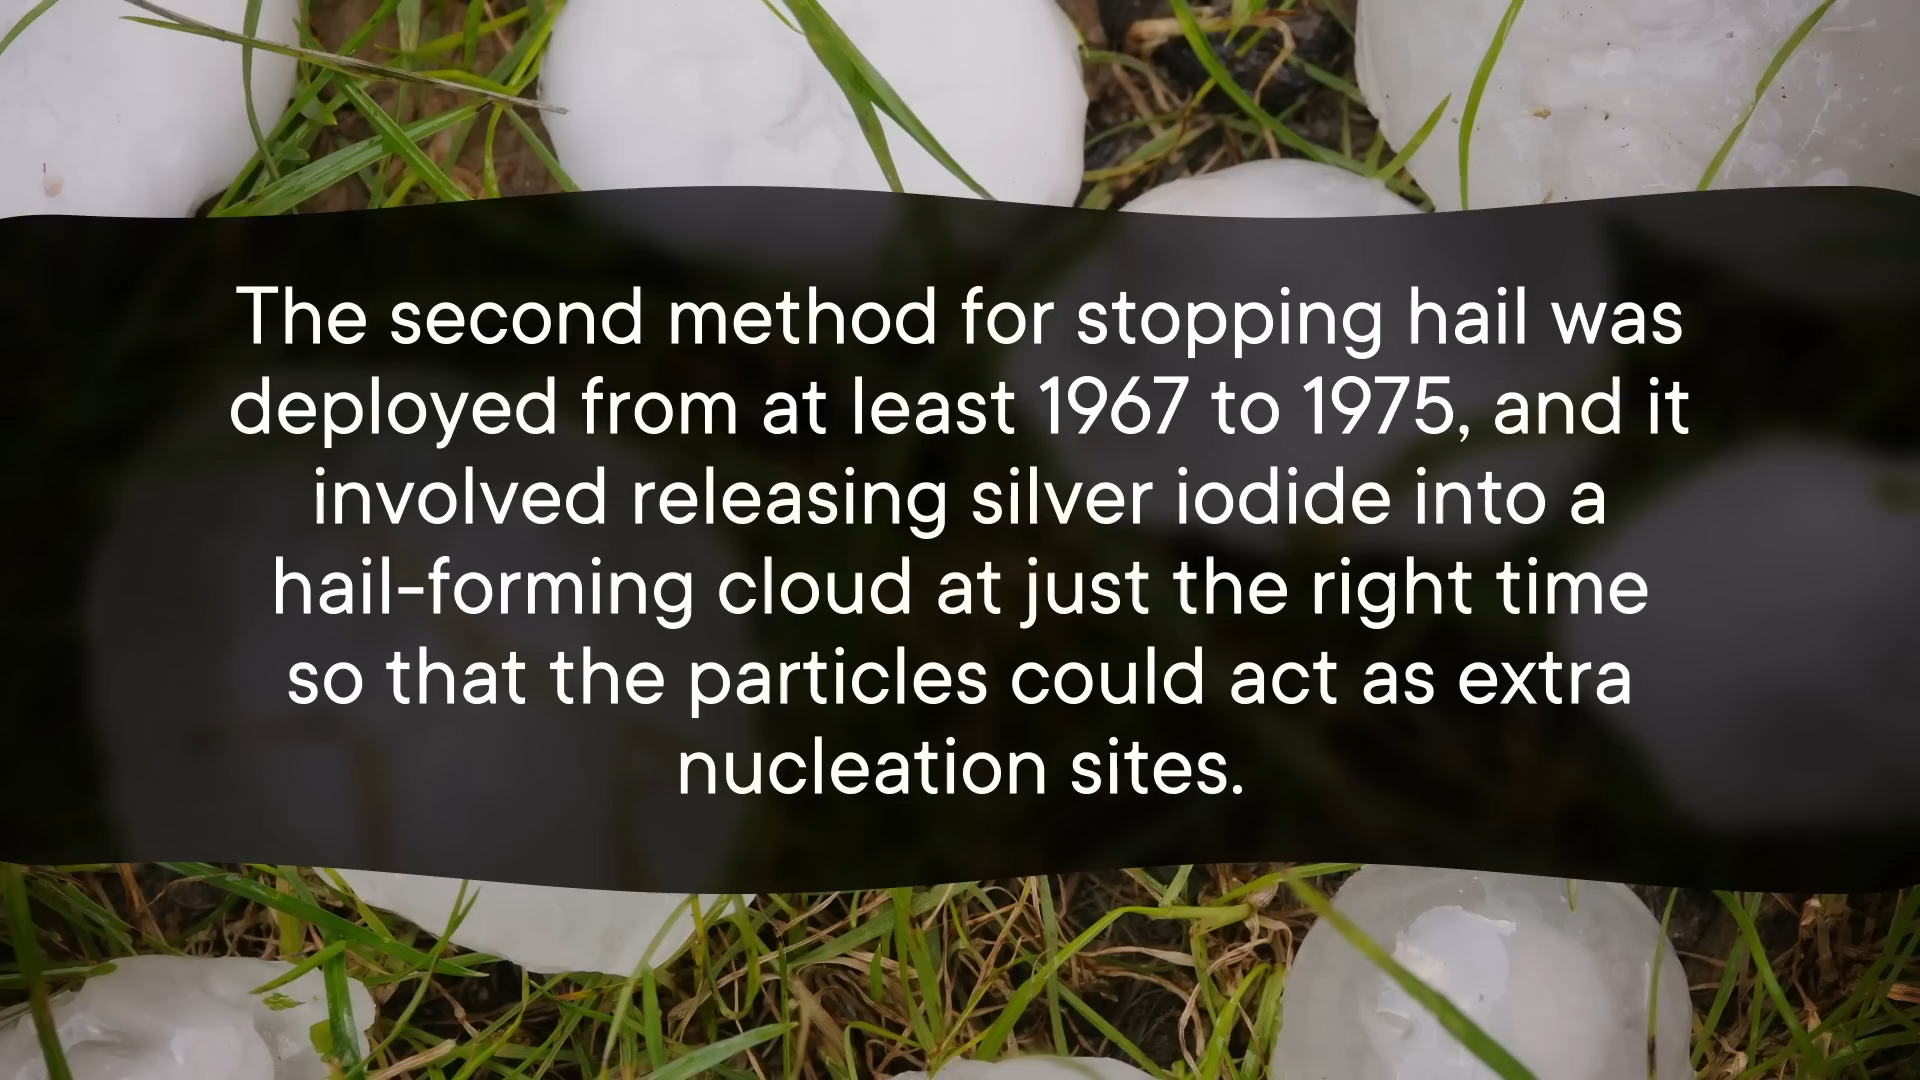 The second method for stopping hail was
deployed from at least 1967 to 1975, and it
involved releasing silver iodide into a
hail-forming cloud at just the right time
so that the particles could act as extra
nucleation sites.